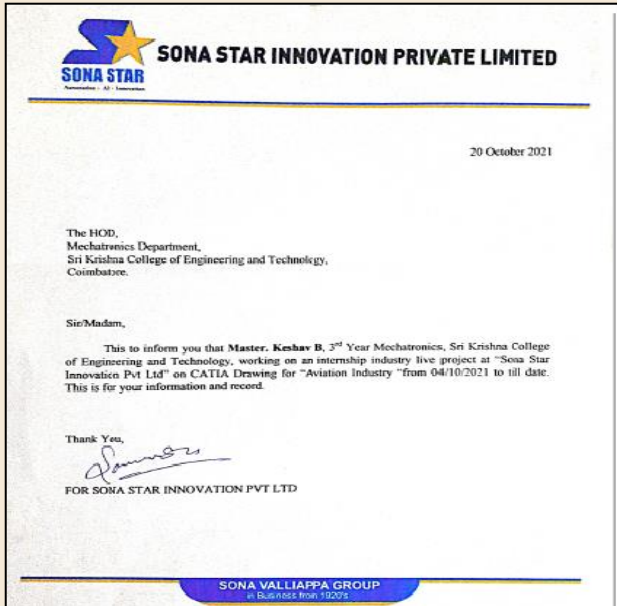 SONA STAR
Automation - AI - Innovation
SONA STAR INNOVATION PRIVATE LIMITED
20 October 2021
The HOD,
Mechatronics Department,
Sri Krishna College of Engineering and Technology,
Coimbatore.
Sir/Madam,
This to inform you that Master. Keshav B, 3rd Year Mechatronics, Sri Krishna College
of Engineering and Technology, working on an internship industry live project at "Sona Star
Innovation Pvt Ltd" on CATIA Drawing for "Aviation Industry "from 04/10/2021 to till date.
This is for your information and record.
Thank You,
FOR SONA STAR INNOVATION PVT LTD
SONA VALLIAPPA GROUP
in Business from 1920's